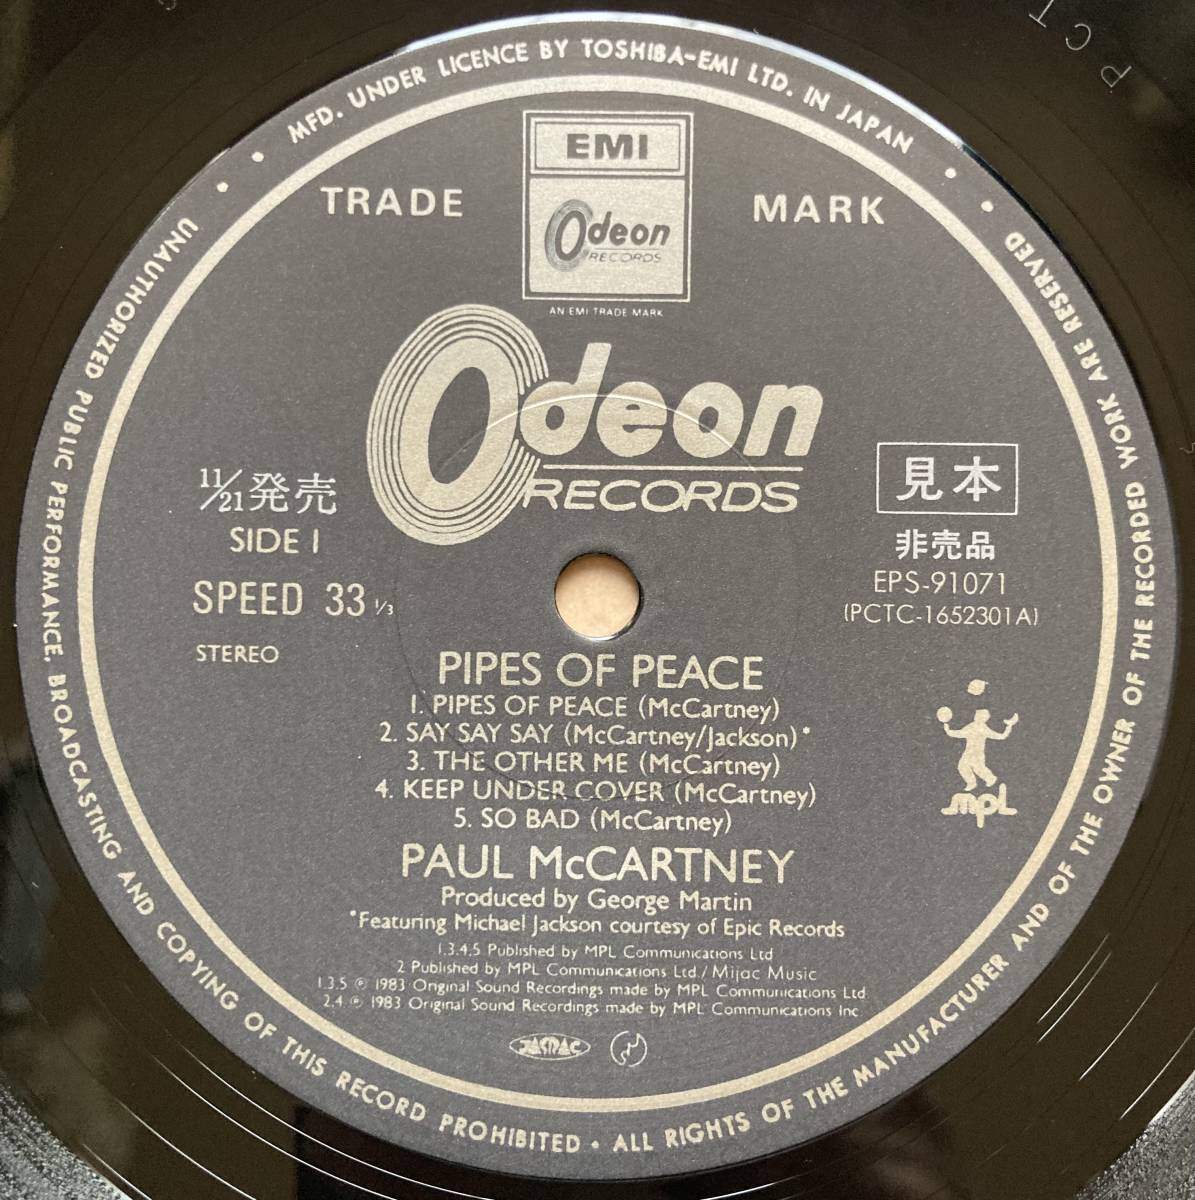 MFD. UNDER LICENCE BY TOSHIBA-EMI LTD. IN JAPAN
TRADE MARK
EMI
Odeon
RECORDS
AN EMI TRADE MARK
Odeon
RECORDS
11/21発売
SIDE 1
SPEED 33 1/3
STEREO
見本
非売品
EPS-91071
(PCTC-1652301A)
PIPES OF PEACE
1. PIPES OF PEACE (McCartney)
2. SAY SAY SAY (McCartney/Jackson)*
3. THE OTHER ME (McCartney)
4. KEEP UNDER COVER (McCartney)
5. SO BAD (McCartney)
mpl
PAUL McCARTNEY
Produced by George Martin
*Featuring Michael Jackson courtesy of Epic Records
1.3.4.5 Published by MPL Communications Ltd
2 Published by MPL Communications Ltd./Mijac Music
1.3.5 ℗ 1983 Original Sound Recordings made by MPL Communications Ltd
2.4 ℗ 1983 Original Sound Recordings made by MPL Communications Inc
JASRAC
UNAUTHORIZED PUBLIC PERFORMANCE, BROADCASTING AND COPYING OF THIS RECORD PROHIBITED • ALL RIGHTS OF THE MANUFACTURER AND OF THE OWNER OF THE RECORDED WORK ARE RESERVED
P C T